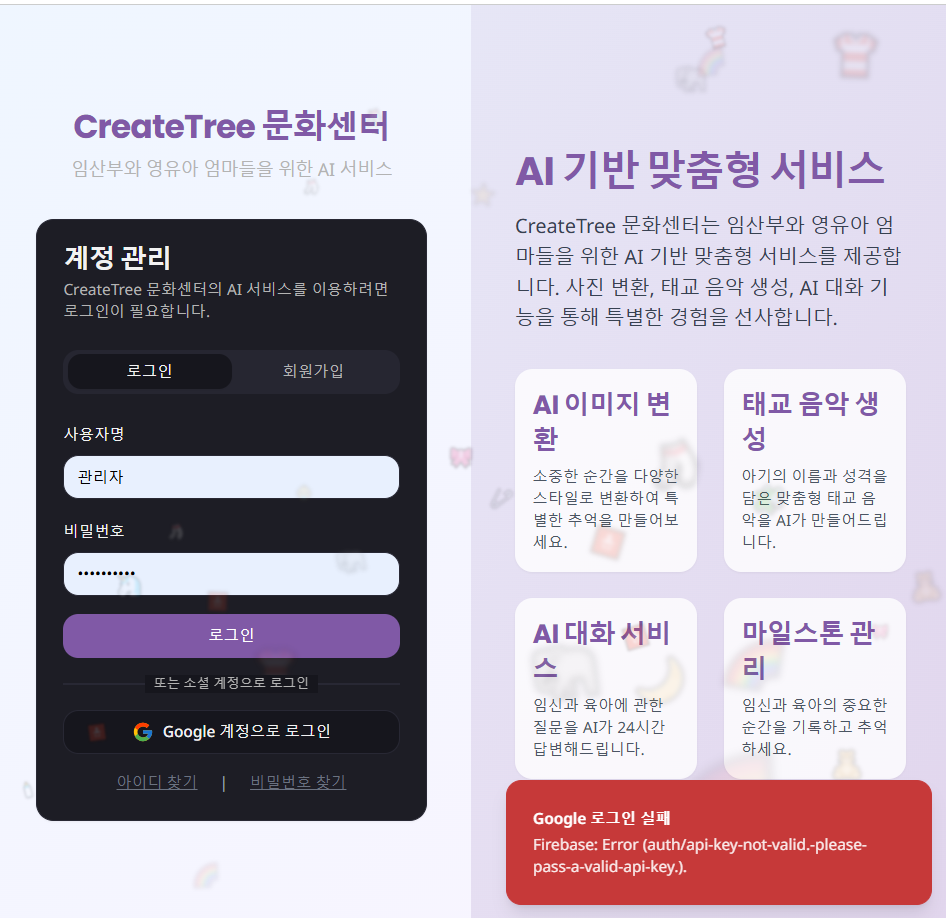 CreateTree 문화센터
임산부와 영유아 엄마들을 위한 AI 서비스
계정 관리
CreateTree 문화센터의 AI 서비스를 이용하려면
로그인이 필요합니다.
로그인
회원가입
사용자명
관리자
비밀번호
••••••••••
로그인
또는 소셜 계정으로 로그인
Google 계정으로 로그인
아이디 찾기 | 비밀번호 찾기
AI 기반 맞춤형 서비스
CreateTree 문화센터는 임산부와 영유아 엄
마들을 위한 AI 기반 맞춤형 서비스를 제공합
니다. 사진 변환, 태교 음악 생성, AI 대화 기
능을 통해 특별한 경험을 선사합니다.
AI 이미지 변
환
소중한 순간을 다양한
스타일로 변환하여 특
별한 추억을 만들어보
세요.
태교 음악 생
성
아기의 이름과 성격을
담은 맞춤형 태교 음
악을 AI가 만들어드립
니다.
AI 대화 서비
스
임신과 육아에 관한
질문을 AI가 24시간
답변해드립니다.
마일스톤 관
리
임신과 육아의 중요한
순간을 기록하고 추억
하세요.
Google 로그인 실패
Firebase: Error (auth/api-key-not-valid.-please-
pass-a-valid-api-key.).